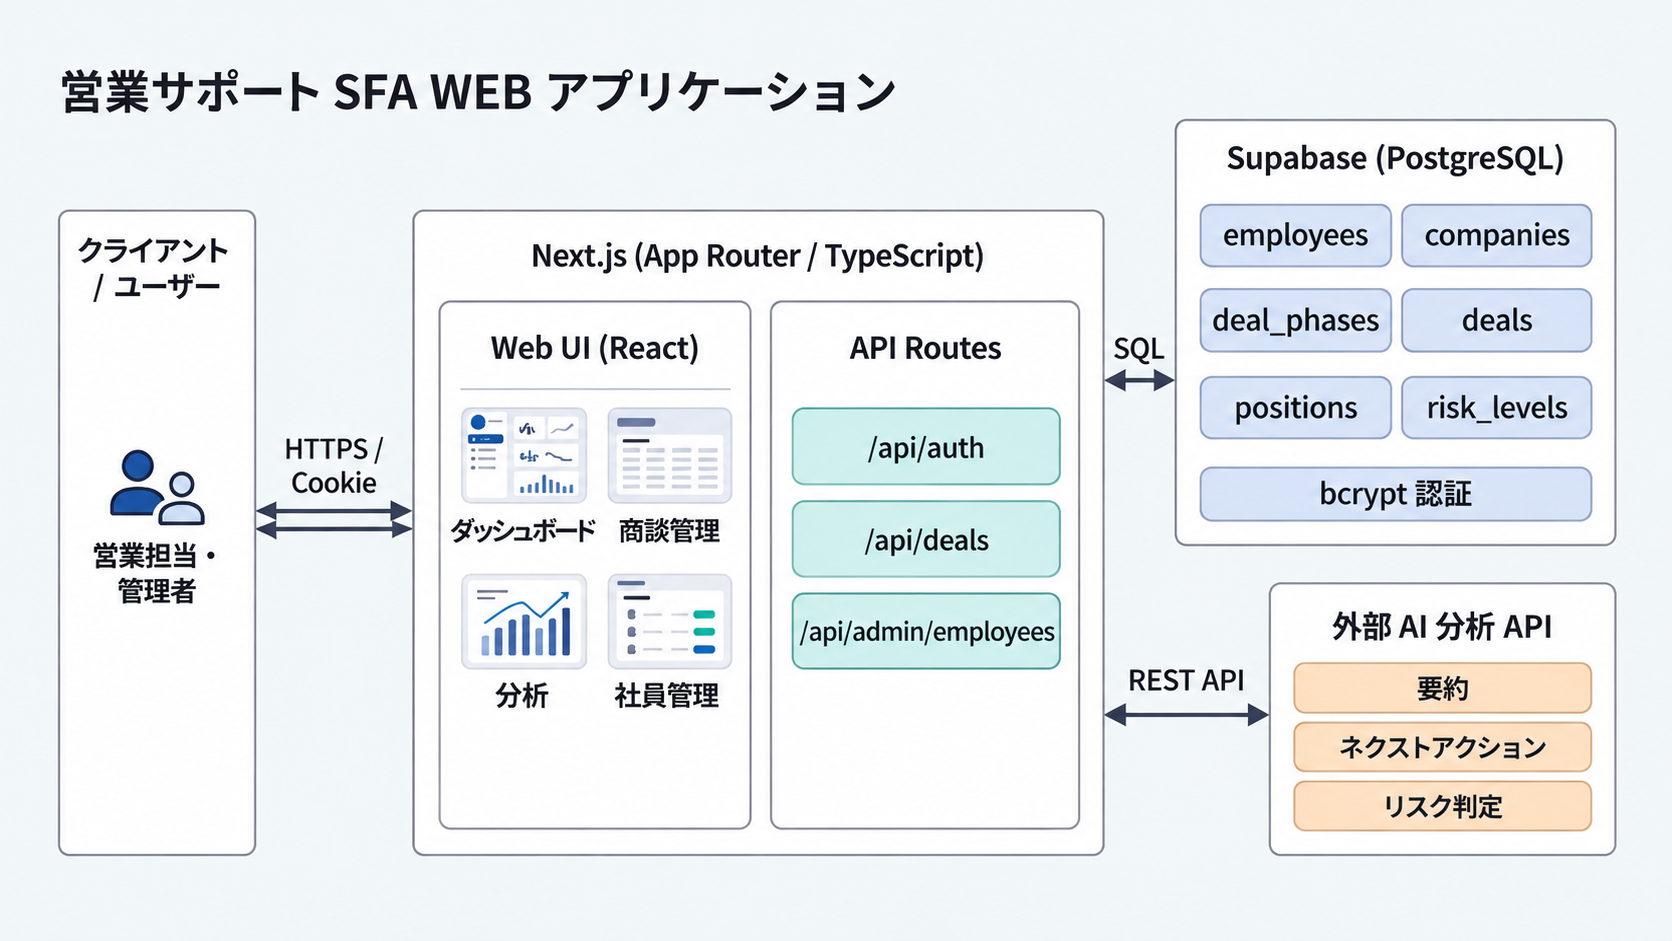 営業サポート SFA WEB アプリケーション
クライアント
/ ユーザー
営業担当・
管理者
HTTPS /
Cookie
Next.js (App Router / TypeScript)
Web UI (React)
ダッシュボード
商談管理
分析
社員管理
API Routes
/api/auth
/api/deals
/api/admin/employees
SQL
Supabase (PostgreSQL)
employees
companies
deal_phases
deals
positions
risk_levels
bcrypt 認証
REST API
外部 AI 分析 API
要約
ネクストアクション
リスク判定